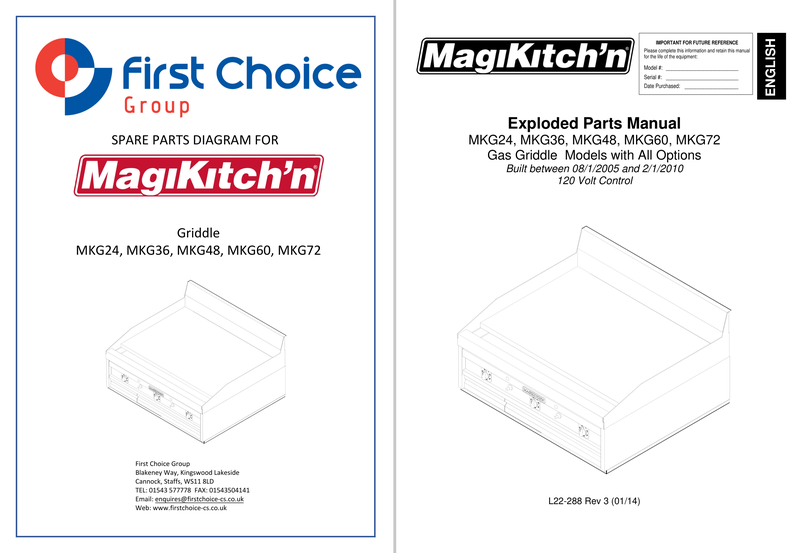 First Choice
Group
SPARE PARTS DIAGRAM FOR
MagiKitch'n®
Griddle
MKG24, MKG36, MKG48, MKG60, MKG72
First Choice Group
Blakeney Way, Kingswood Lakeside
Cannock, Staffs, WS11 8LD
TEL: 01543 577778 FAX: 01543504141
Email: enquires@firstchoice-cs.co.uk
Web: www.firstchoice-cs.co.uk
MagiKitch'n®
IMPORTANT FOR FUTURE REFERENCE
Please complete this information and retain this manual
for the life of the equipment:
Model #:
Serial #:
Date Purchased:
ENGLISH
Exploded Parts Manual
MKG24, MKG36, MKG48, MKG60, MKG72
Gas Griddle Models with All Options
Built between 08/1/2005 and 2/1/2010
120 Volt Control
L22-288 Rev 3 (01/14)